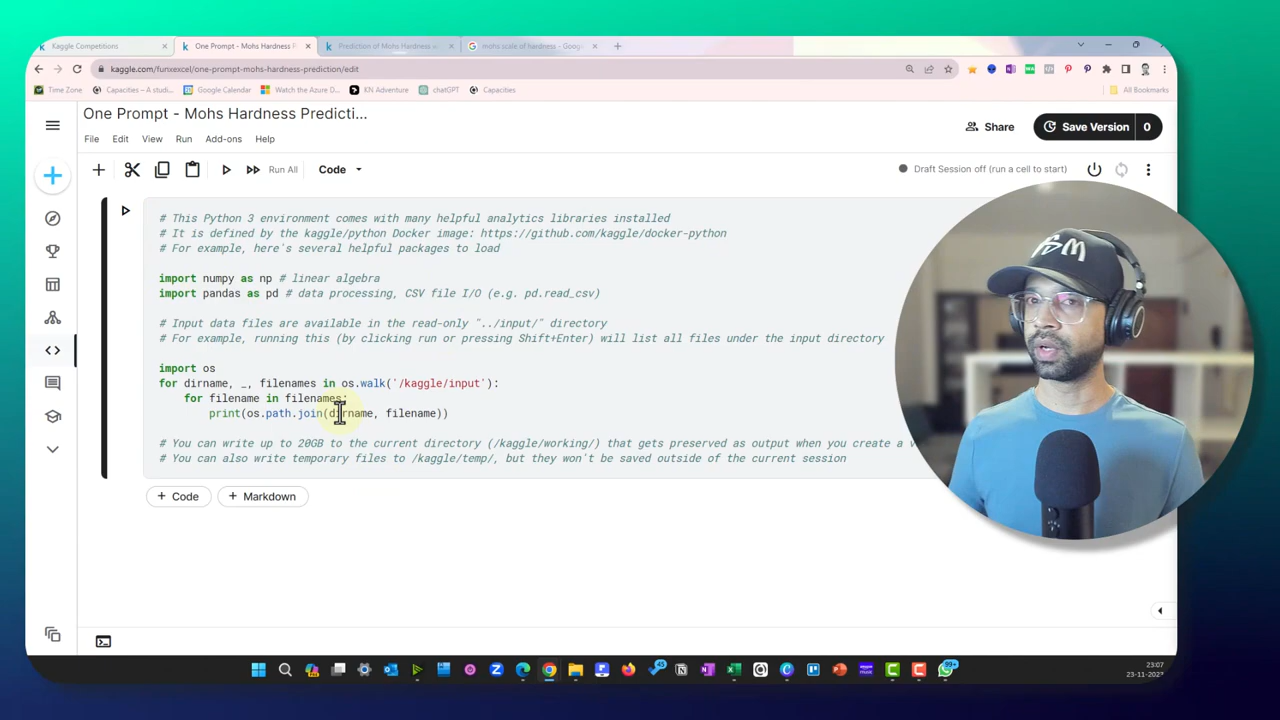 Kaggle Competitions
One Prompt - Mohs Hardness P
Prediction of Mohs Hardness w
mohs scale of hardness - Google
kaggle.com/funxexcel/one-prompt-mohs-hardness-prediction/edit
Time Zone
Capacities – A studi...
Google Calendar
Watch the Azure D...
KN Adventure
chatGPT
Capacities
All Bookmarks
One Prompt - Mohs Hardness Predicti...
File Edit View Run Add-ons Help
Share
Save Version 0
Run All
Code
Draft Session off (run a cell to start)
# This Python 3 environment comes with many helpful analytics libraries installed
# It is defined by the kaggle/python Docker image: https://github.com/kaggle/docker-python
# For example, here's several helpful packages to load
import numpy as np # linear algebra
import pandas as pd # data processing, CSV file I/O (e.g. pd.read_csv)
# Input data files are available in the read-only "../input/" directory
# For example, running this (by clicking run or pressing Shift+Enter) will list all files under the input directory
import os
for dirname, _, filenames in os.walk('/kaggle/input'):
for filename in filenames:
print(os.path.join(dirname, filename))
# You can write up to 20GB to the current directory (/kaggle/working/) that gets preserved as output when you create a v
# You can also write temporary files to /kaggle/temp/, but they won't be saved outside of the current session
+ Code
+ Markdown
45
99+
23:07